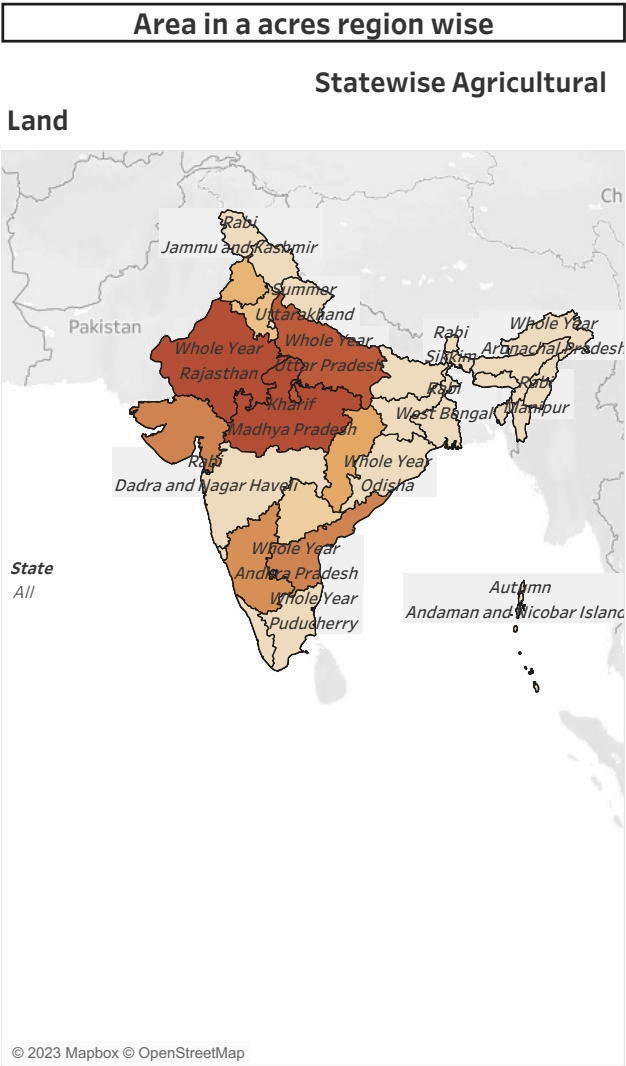 Area in a acres region wise
Statewise Agricultural
Land
Ch
Rabi
Jammu and Kashmir
Summer
Uttarakhand
Pakistan
Whole Year
Rajasthan
Whole Year
Uttar Pradesh
Rabi
Sikkim
Whole Year
Arunachal Pradesh
Rabi
West Bengal
Rabi
Manipur
Kharif
Madhya Pradesh
Rabi
Dadra and Nagar Haveli
Whole Year
Odisha
Whole Year
Andhra Pradesh
Whole Year
Puducherry
State
All
Autumn
Andaman and Nicobar Island
© 2023 Mapbox © OpenStreetMap